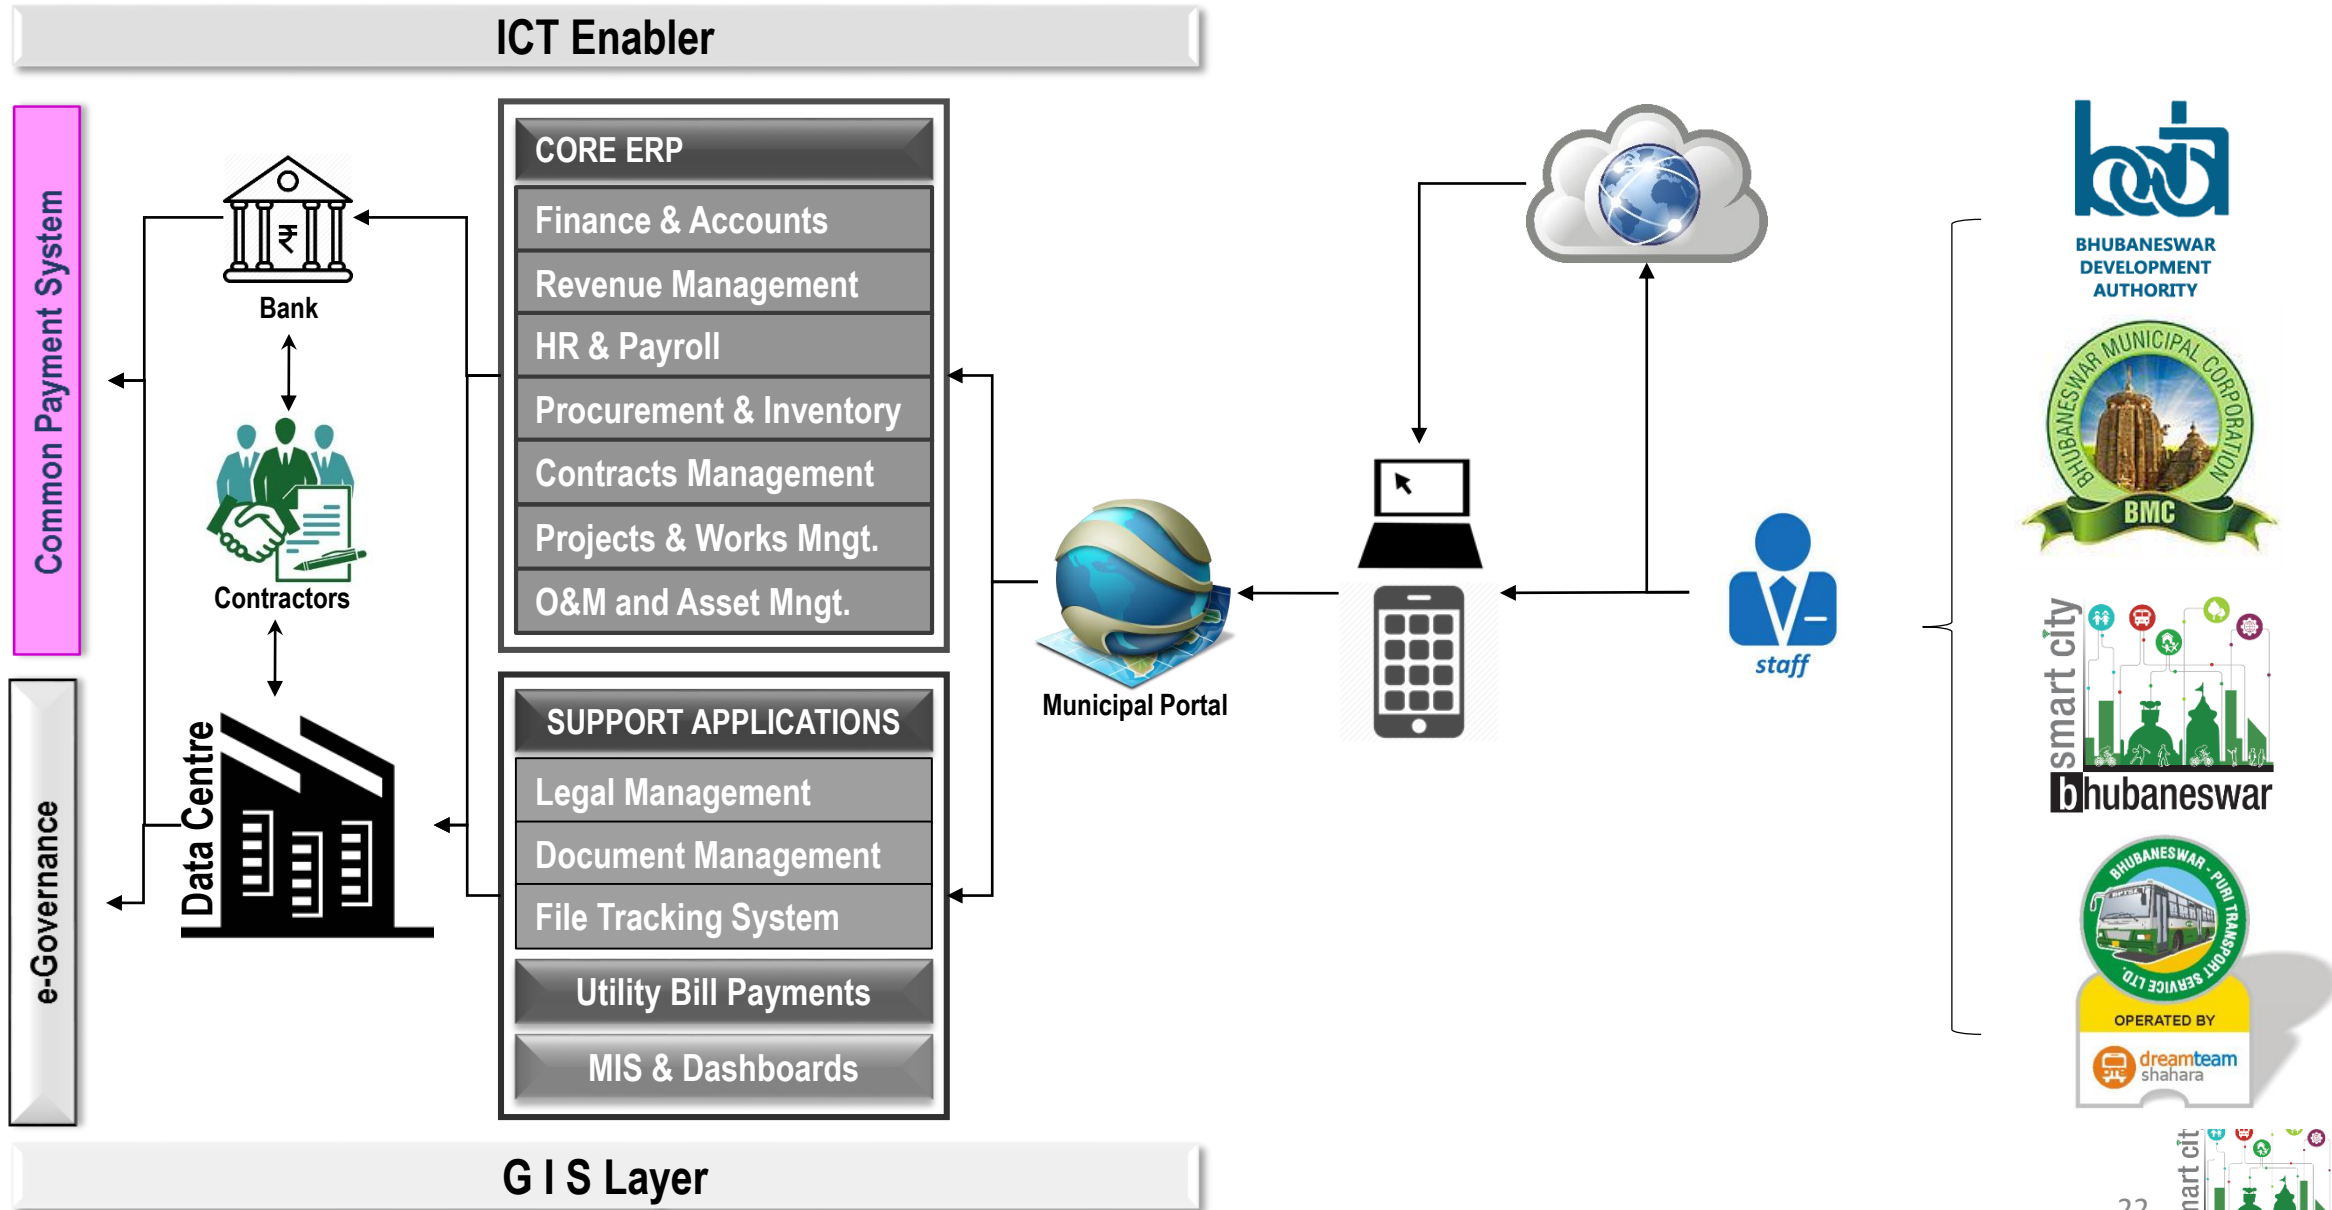 ICT Enabler
Common Payment System
e-Governance
₹
Bank
Contractors
Data Centre
CORE ERP
Finance & Accounts
Revenue Management
HR & Payroll
Procurement & Inventory
Contracts Management
Projects & Works Mngt.
O&M and Asset Mngt.
SUPPORT APPLICATIONS
Legal Management
Document Management
File Tracking System
Utility Bill Payments
MIS & Dashboards
Municipal Portal
staff
bda
BHUBANESWAR
DEVELOPMENT
AUTHORITY
BHUBANESWAR MUNICIPAL CORPORATION
BMC
smart city
bhubaneswar
BHUBANESWAR - PURI TRANSPORT SERVICE LTD.
OPERATED BY
dreamteam
shahara
G I S Layer
22